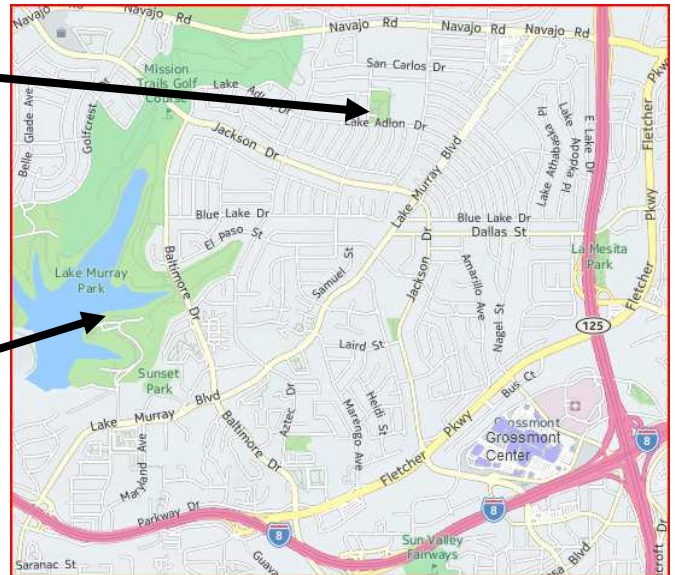 Navajo Rd
Navajo Rd
Navajo Rd
Navajo Rd
San Carlos Dr
Mission
Trails Golf
Course
Lake Adlon Dr
Lake Adlon Dr
Belle Glade Ave
Golfcrest
Jackson Dr
Lake Murray Blvd
Lake Athabaska Pl
Lake Apopka Pl
E Lake Dr
Fletcher Pkwy
Blue Lake Dr
Blue Lake Dr
Dallas St
El Paso St
La Mesita
Park
Lake Murray
Park
Baltimore Dr
Samuel St
Jackson Dr
Amarillo Ave
Nagel St
Fletcher
125
Laird St
Sunset
Park
Bus Ct
Lake Murray Blvd
Baltimore Dr
Aztec Dr
Heidi St
Marengo Ave
Fletcher Pkwy
Grossmont
Grossmont
Center
8
Maryland Ave
Parkway Dr
8
8
Sun Valley
Fairways
Saranac St